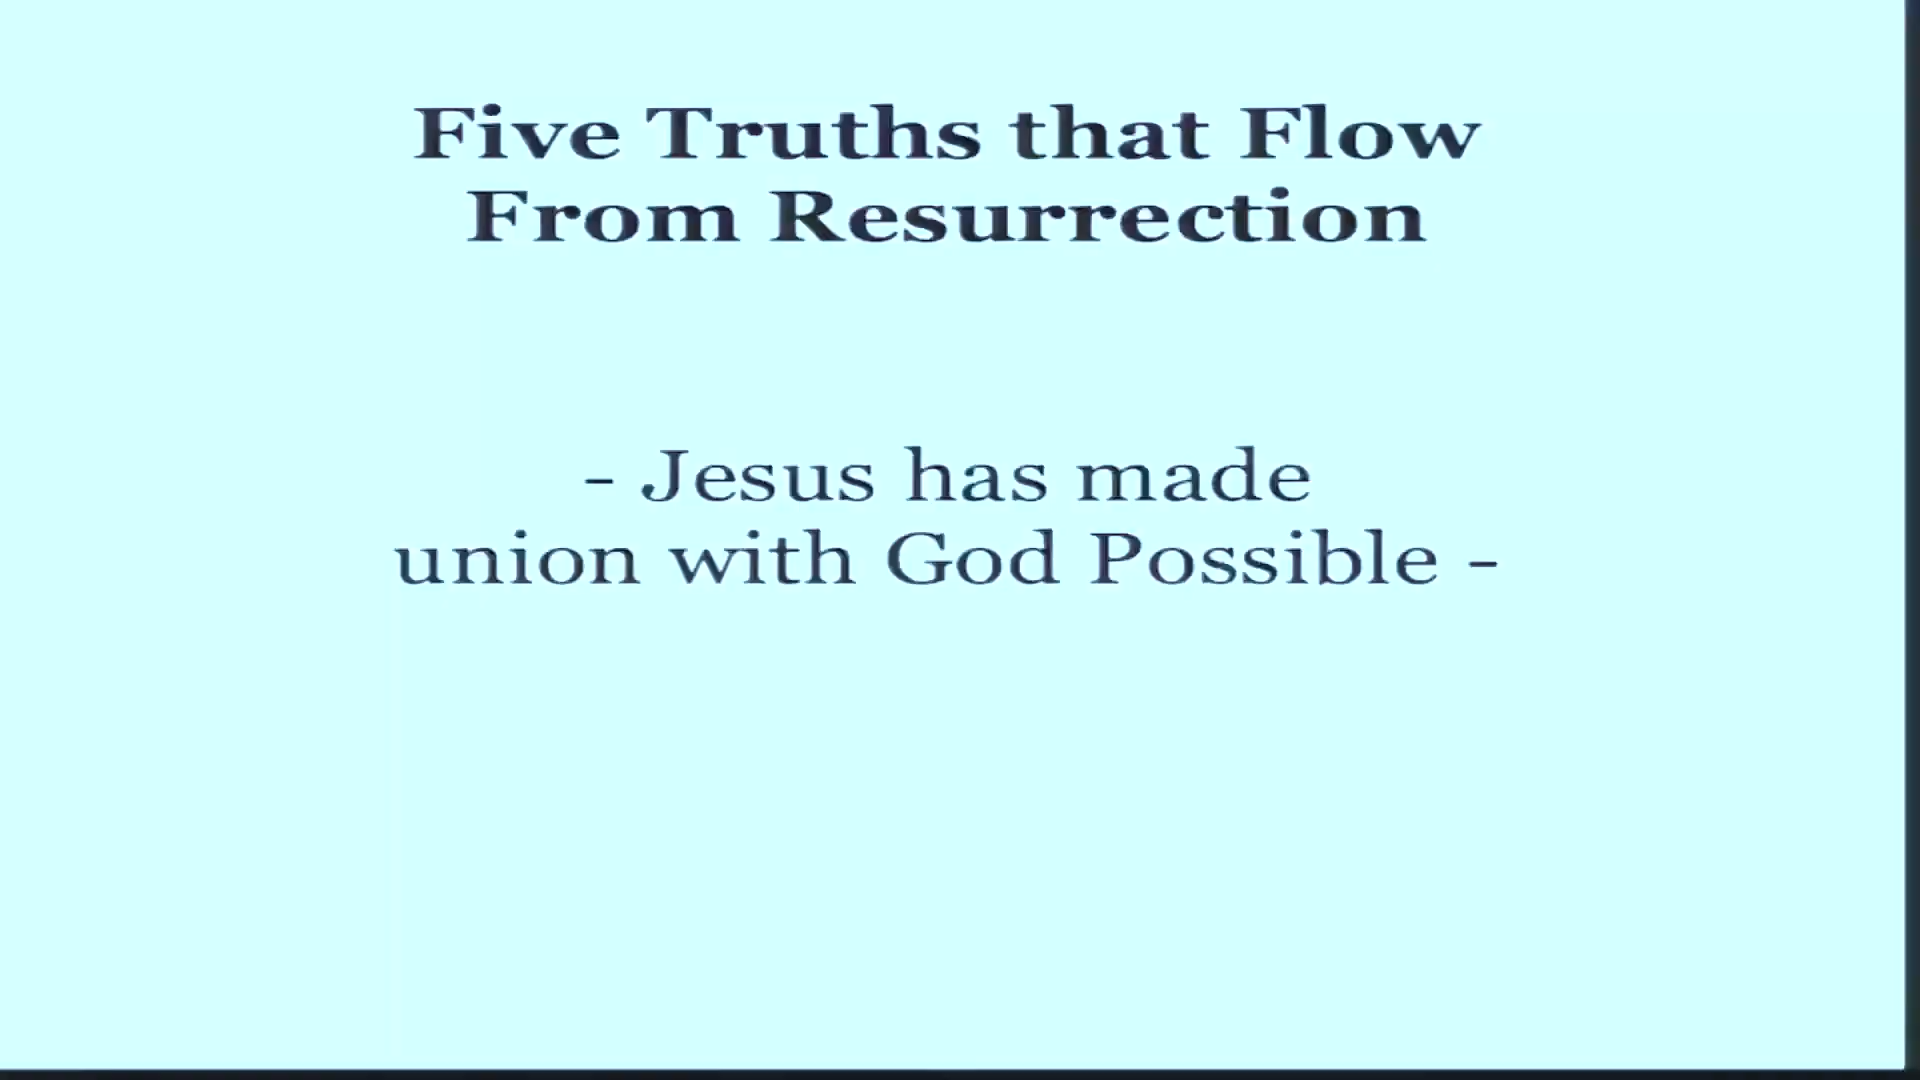 Five Truths that Flow
From Resurrection
- Jesus has made
union with God Possible -